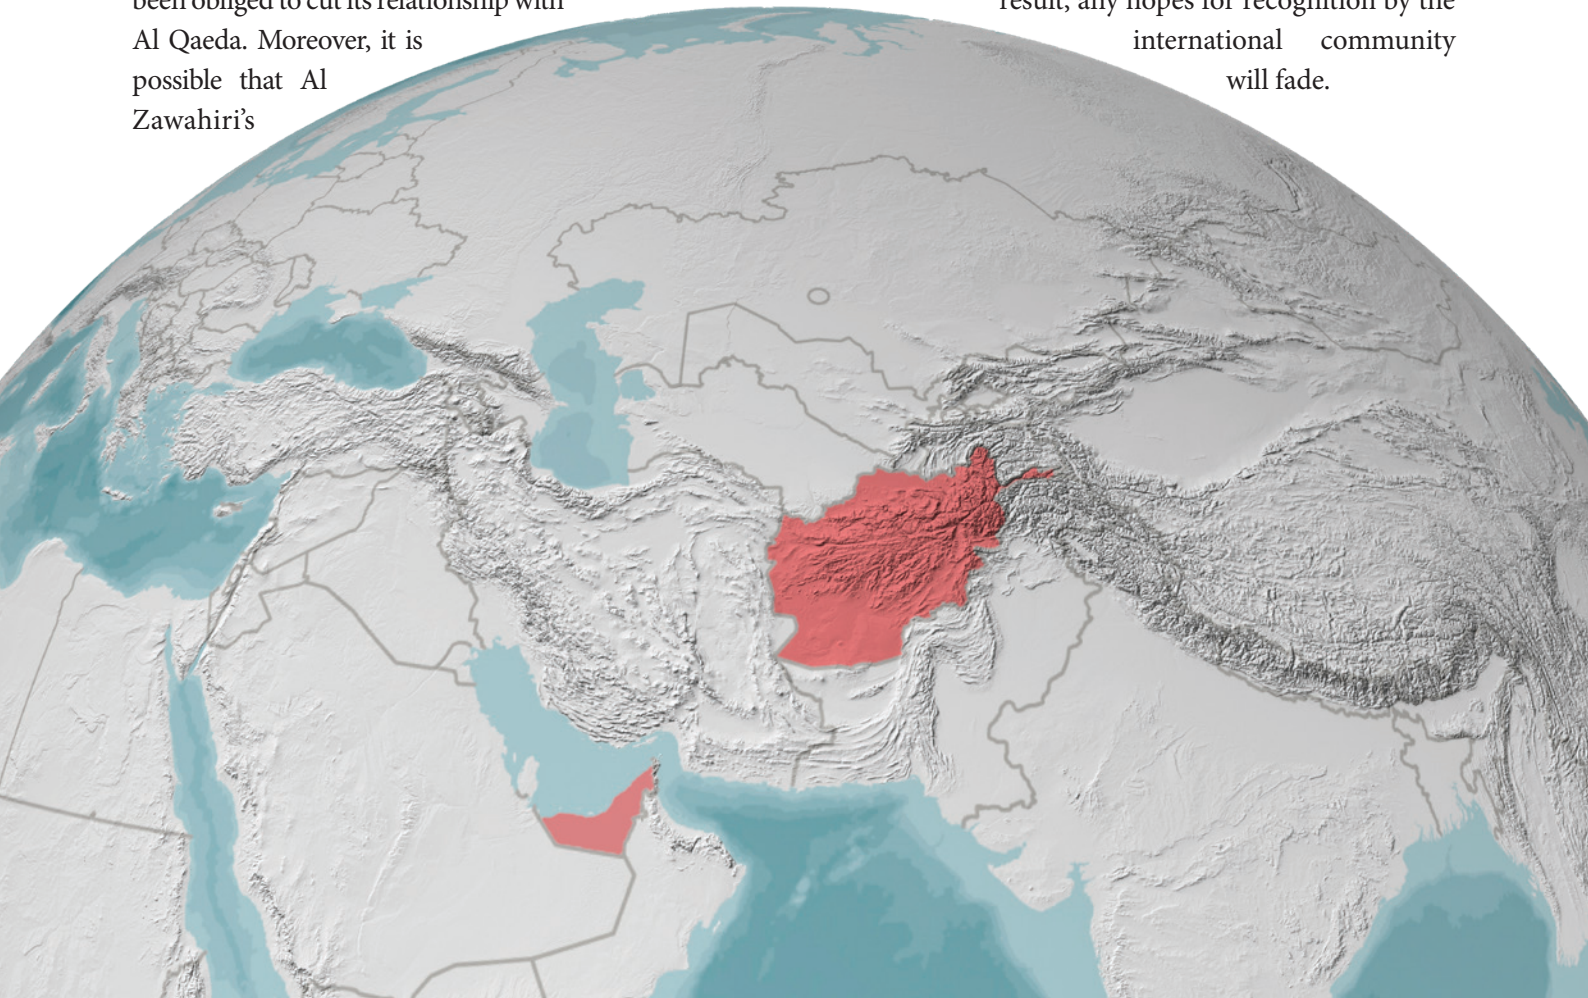 been obliged to cut its relationship with
Al Qaeda. Moreover, it is
possible that Al
Zawahiri’s
result, any hopes for recognition by the
international community
will fade.